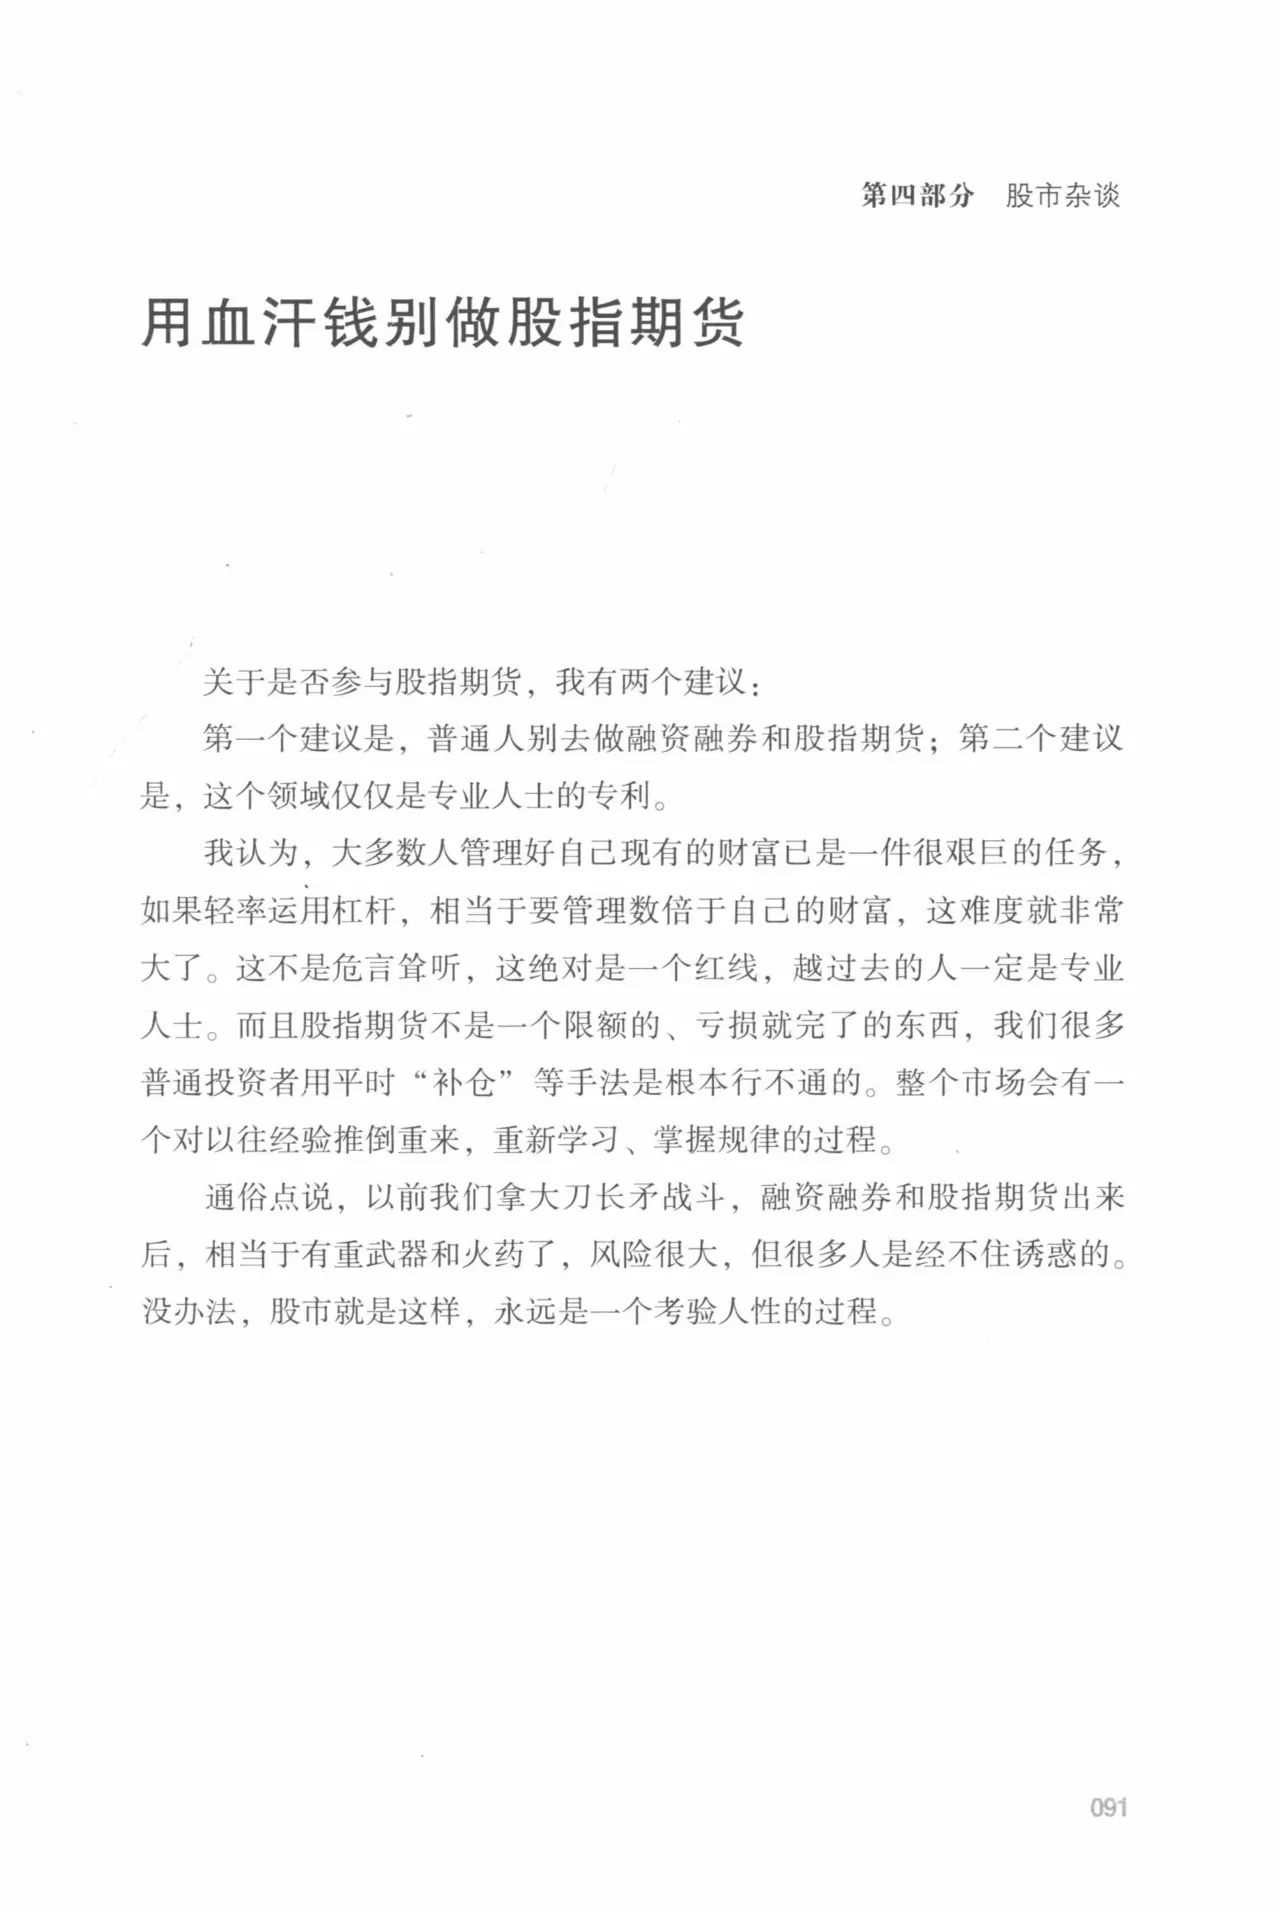 第四部分 股市杂谈
用血汗钱别做股指期货
关于是否参与股指期货，我有两个建议：
第一个建议是，普通人别去做融资融券和股指期货；第二个建议
是，这个领域仅仅是专业人士的专利。
我认为，大多数人管理好自己现有的财富已是一件很艰巨的任务，
如果轻率运用杠杆，相当于要管理数倍于自己的财富，这难度就非常
大了。这不是危言耸听，这绝对是一个红线，越过去的人一定是专业
人士。而且股指期货不是一个限额的、亏损就完了的东西，我们很多
普通投资者用平时“补仓”等手法是根本行不通的。整个市场会有一
个对以往经验推倒重来，重新学习、掌握规律的过程。
通俗点说，以前我们拿大刀长矛战斗，融资融券和股指期货出来
后，相当于有重武器和火药了，风险很大，但很多人是经不住诱惑的。
没办法，股市就是这样，永远是一个考验人性的过程。
091